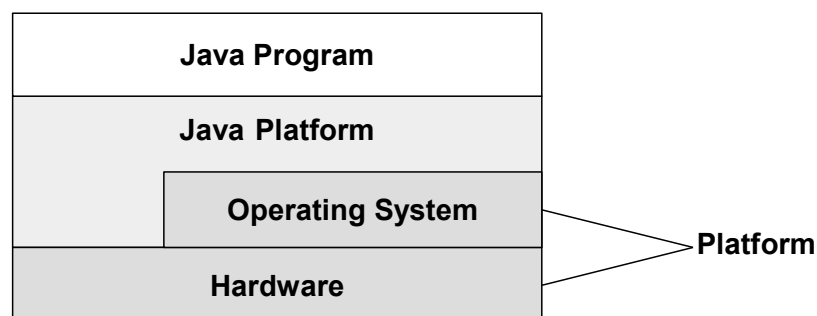 Java Program
Java Platform
Operating System
Platform
Hardware